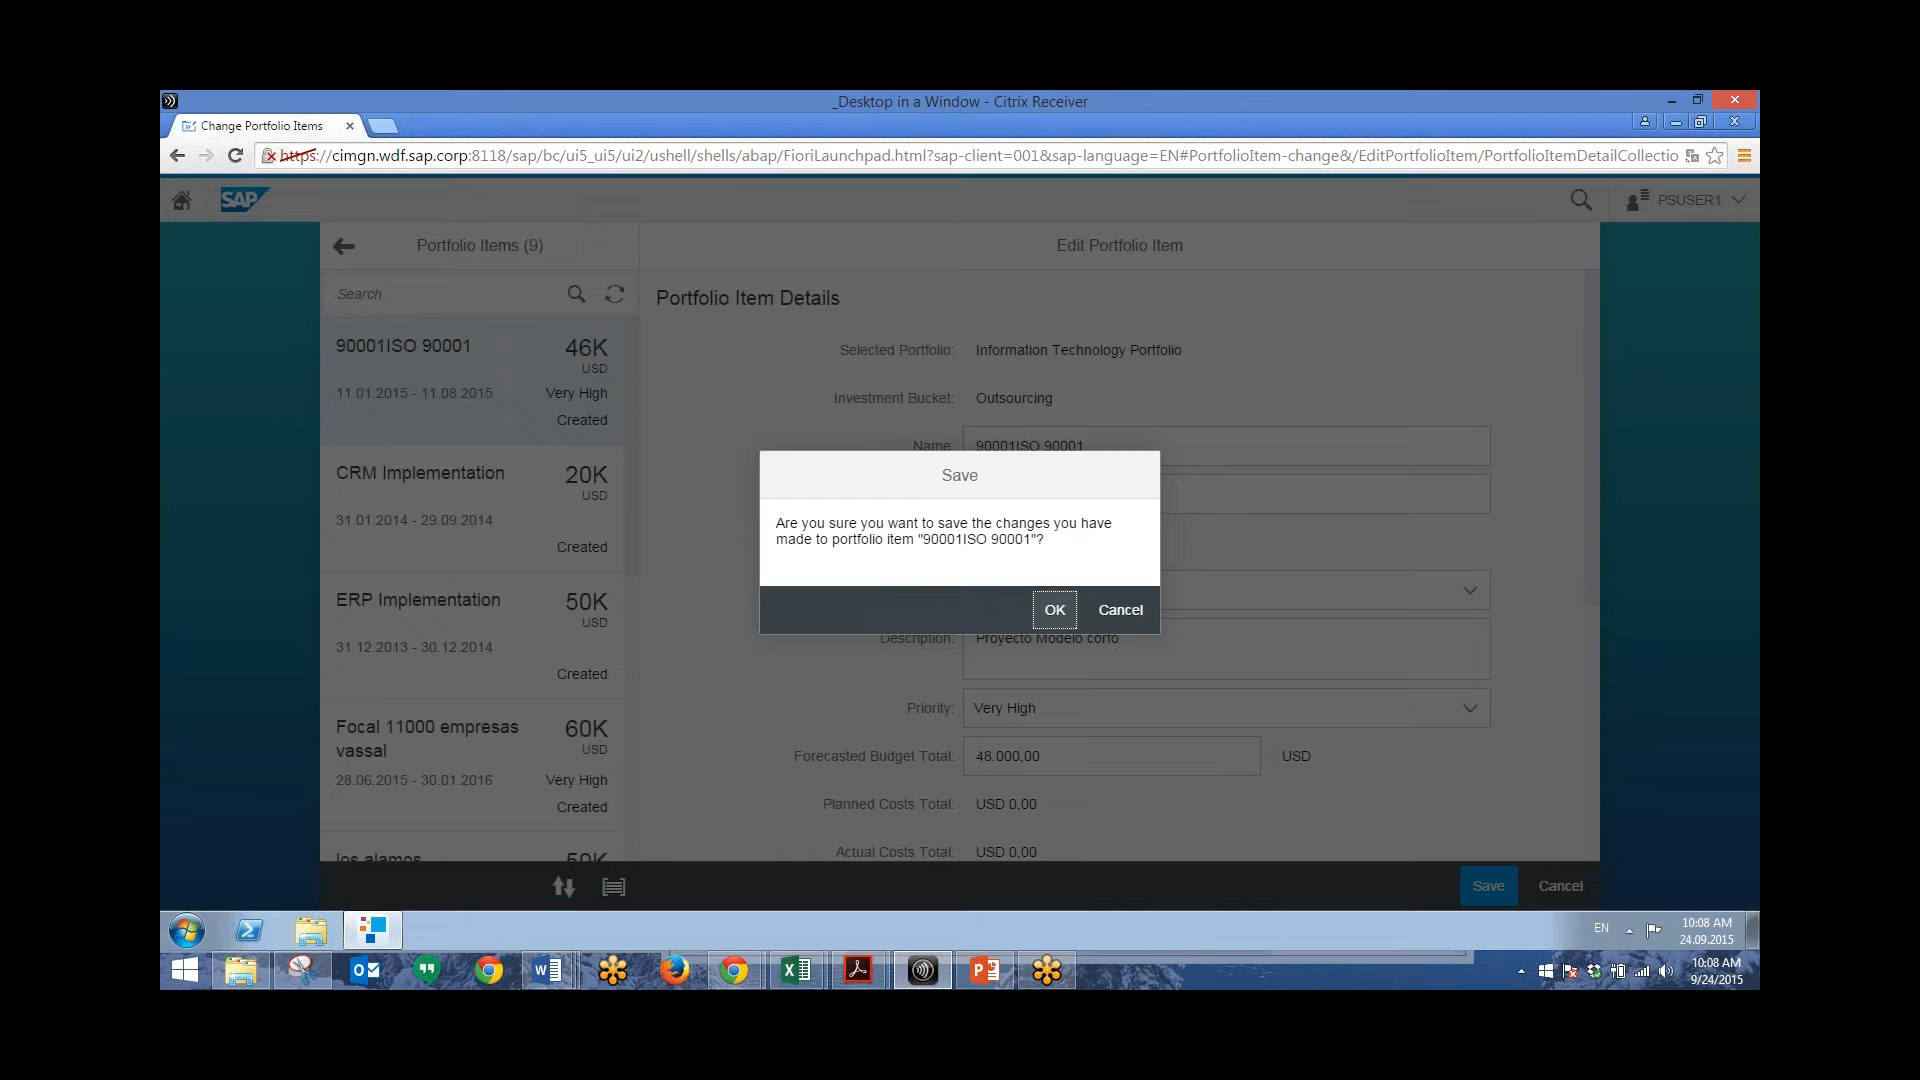 _Desktop in a Window - Citrix Receiver
Change Portfolio Items
https://cimgn.wdf.sap.corp:8118/sap/bc/ui5_ui5/ui2/ushell/shells/abap/FioriLaunchpad.html?sap-client=001&sap-language=EN#PortfolioItem-change&/EditPortfolioItem/PortfolioItemDetailCollectio
SAP
PSUSER1
Portfolio Items (9)
Edit Portfolio Item
Search
Portfolio Item Details
90001ISO 90001
46K
USD
11.01.2015 - 11.08.2015
Very High
Created
CRM Implementation
20K
USD
31.01.2014 - 29.09.2014
Created
ERP Implementation
50K
USD
31.12.2013 - 30.12.2014
Created
Focal 11000 empresas
vassal
60K
USD
28.06.2015 - 30.01.2016
Very High
Created
los alamos
50K
Selected Portfolio: Information Technology Portfolio
Investment Bucket: Outsourcing
Name: 90001ISO 90001
Save
Are you sure you want to save the changes you have
made to portfolio item "90001ISO 90001"?
OK
Cancel
Description: Proyecto Modelo corfo
Priority: Very High
Forecasted Budget Total: 48.000,00 USD
Planned Costs Total: USD 0,00
Actual Costs Total: USD 0,00
Save
Cancel
EN
10:08 AM
24.09.2015
10:08 AM
9/24/2015